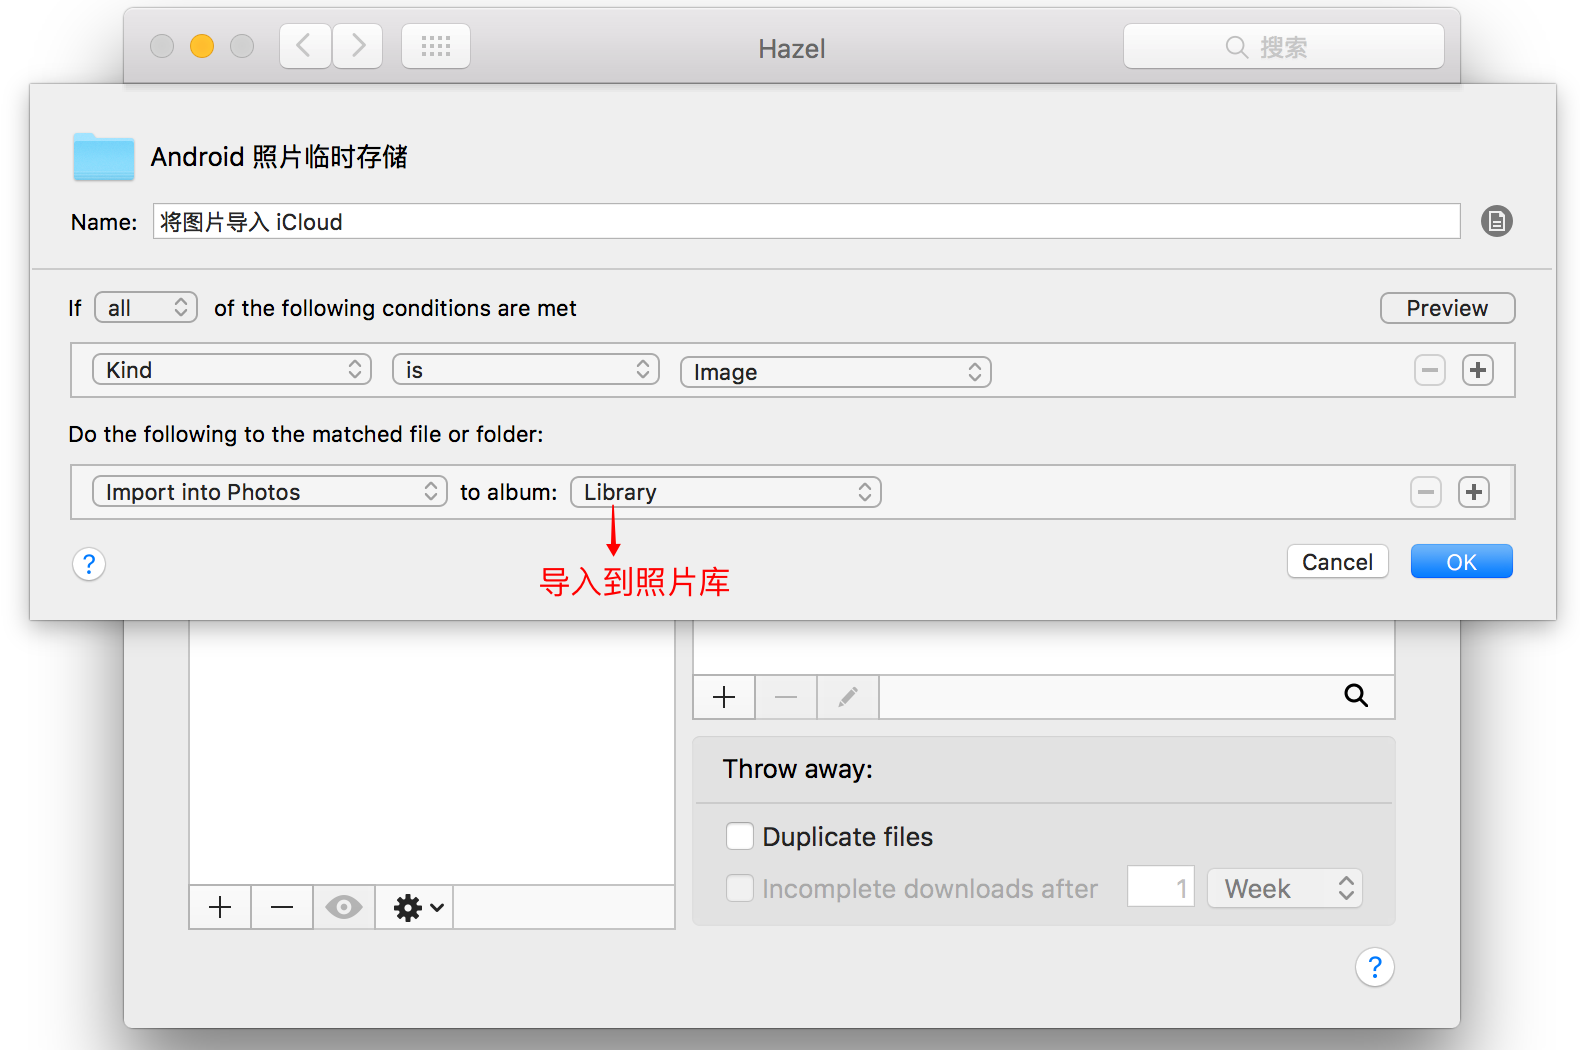 Hazel
搜索
Android 照片临时存储
Name: 将图片导入 iCloud
If all of the following conditions are met Preview
Kind is Image
Do the following to the matched file or folder:
Import into Photos to album: Library
? Cancel OK
导入到照片库
Throw away:
Duplicate files
Incomplete downloads after 1 Week
?